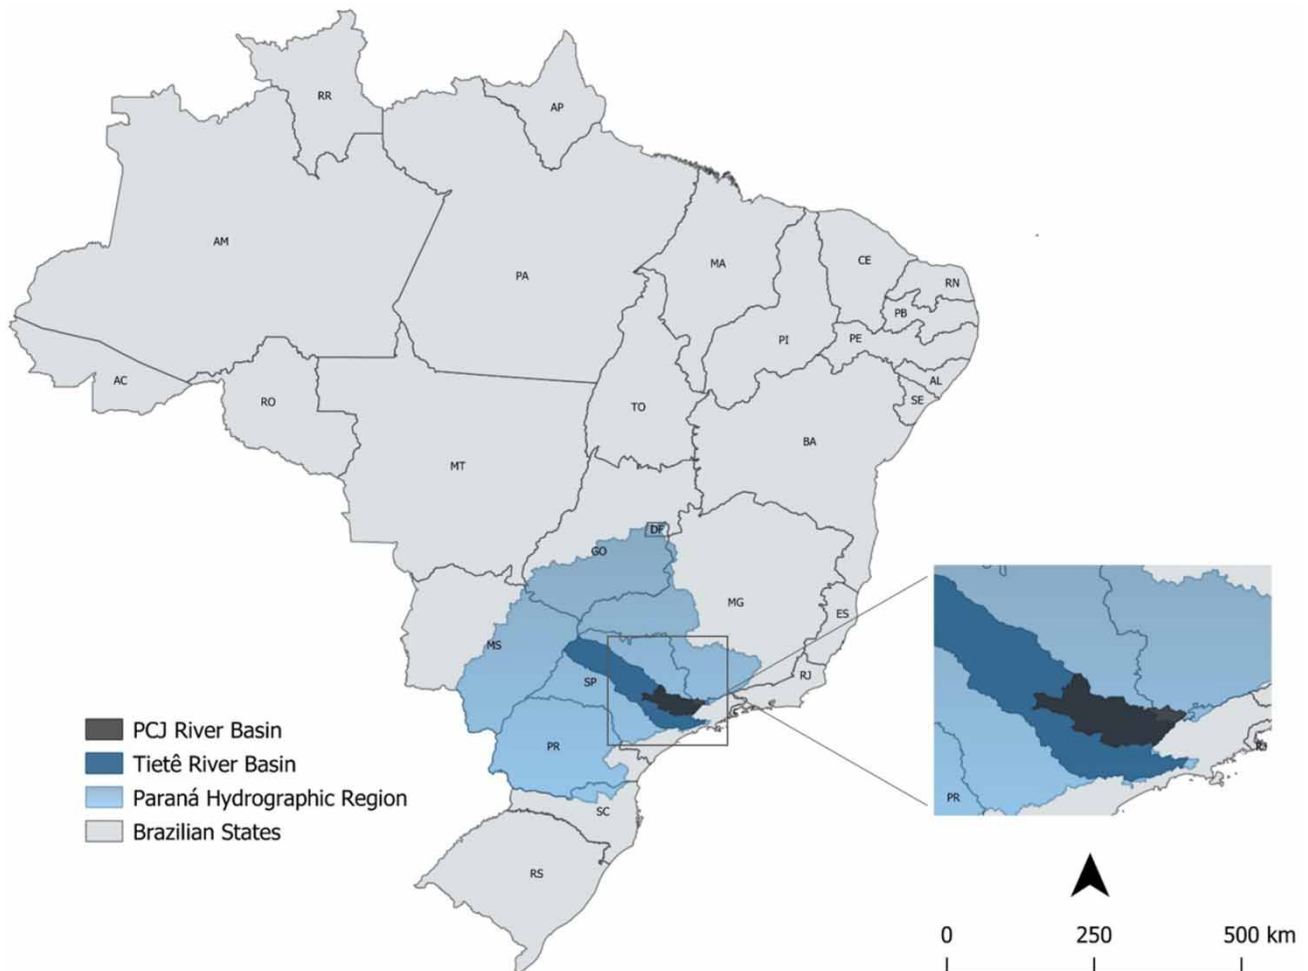 RR
AP
AM
PA
MA
CE
RN
PB
PI
PE
AC
AL
RO
SE
TO
BA
MT
DF
GO
MG
ES
MS
RJ
SP
PR
SC
RS
PCJ River Basin
Tietê River Basin
Paraná Hydrographic Region
Brazilian States
RJ
PR
0 250 500 km